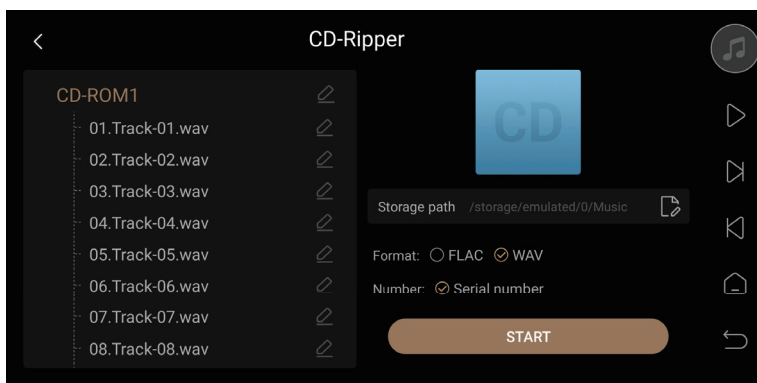 CD-Ripper
CD-ROM1
01.Track-01.wav
02.Track-02.wav
03.Track-03.wav
04.Track-04.wav
05.Track-05.wav
06.Track-06.wav
07.Track-07.wav
08.Track-08.wav
CD
Storage path /storage/emulated/0/Music
Format: FLAC WAV
Number: Serial number
START